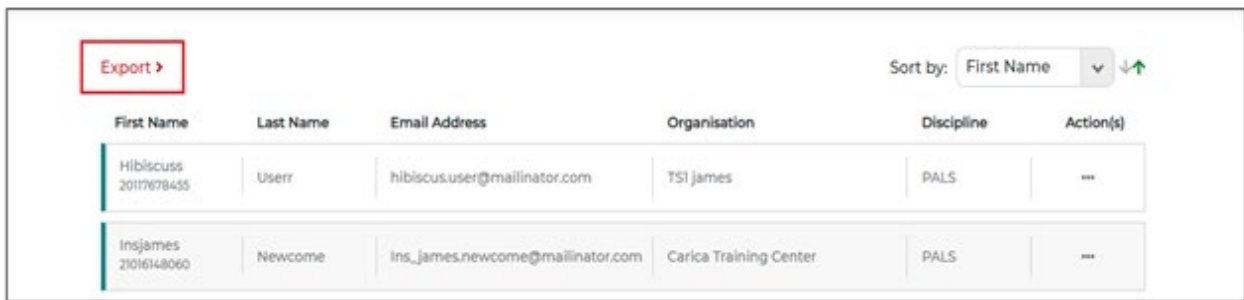 Export >
Sort by: First Name
First Name Last Name Email Address Organisation Discipline Action(s)
Hibiscuss
20117678455
Userr hibiscus.user@mailinator.com TS1 james PALS ...
Insjames
21016148060
Newcome Ins_james.newcome@mailinator.com Carica Training Center PALS ...